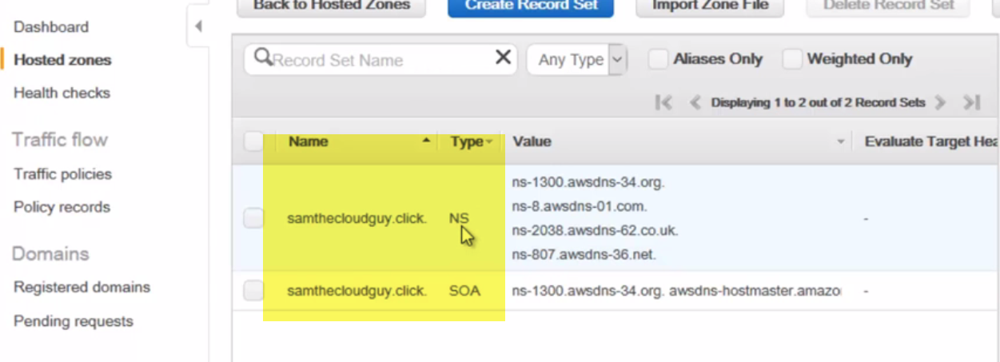 Back to Hosted Zones Create Record Set Import Zone File Delete Record Set
Dashboard
Hosted zones
Health checks
Traffic flow
Traffic policies
Policy records
Domains
Registered domains
Pending requests
Record Set Name Any Type Aliases Only Weighted Only
Displaying 1 to 2 out of 2 Record Sets
Name Type Value Evaluate Target Hea
samthecloudguy.click. NS
ns-1300.awsdns-34.org.
ns-8.awsdns-01.com.
ns-2038.awsdns-62.co.uk.
ns-807.awsdns-36.net.
-
samthecloudguy.click. SOA ns-1300.awsdns-34.org. awsdns-hostmaster.amazo -